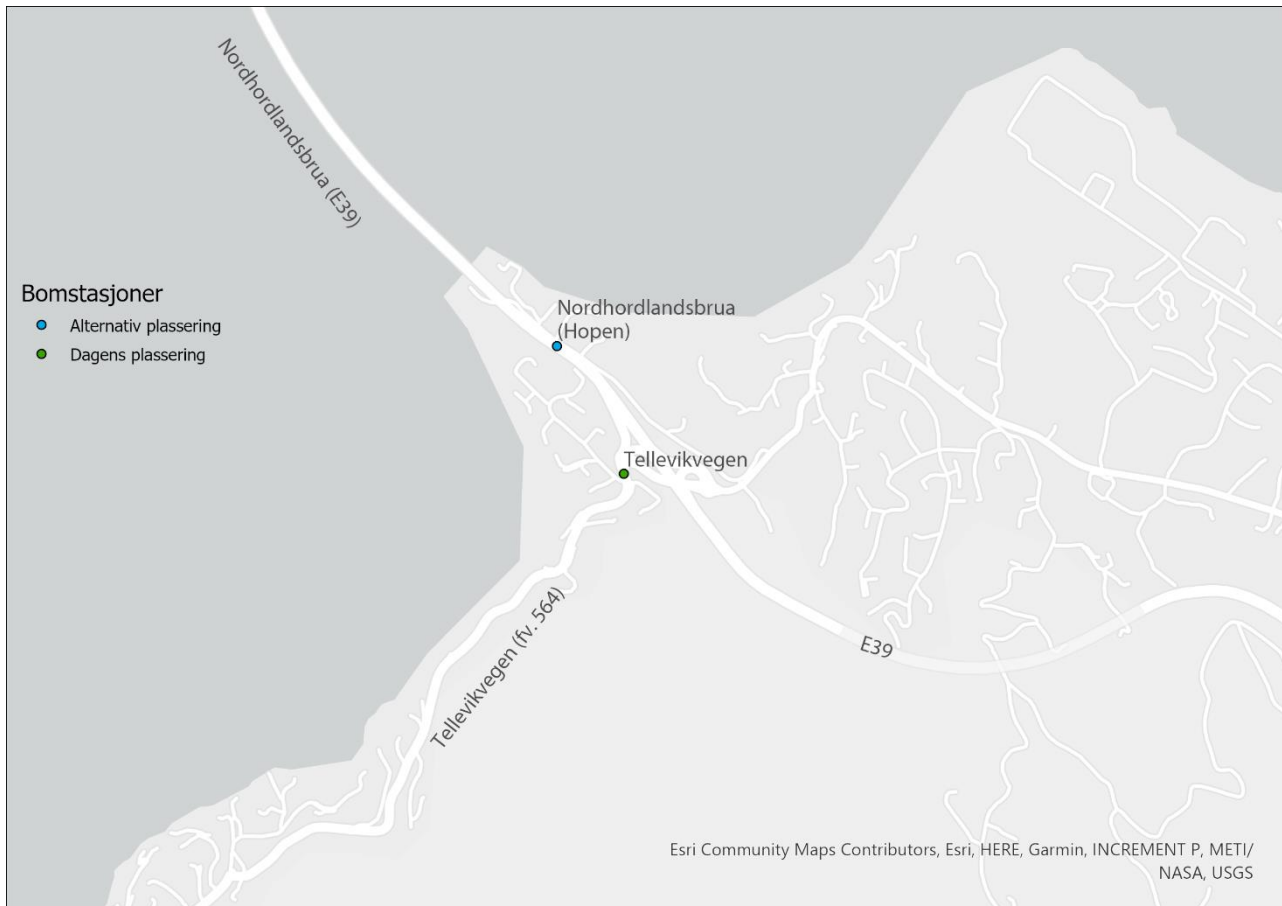 Nordhordlandsbrua (E39)
Bomstasjoner
Alternativ plassering
Dagens plassering
Nordhordlandsbrua
(Hopen)
Tellevikvegen
Tellevikvegen (fv. 564)
E39
Esri Community Maps Contributors, Esri, HERE, Garmin, INCREMENT P, METI/
NASA, USGS